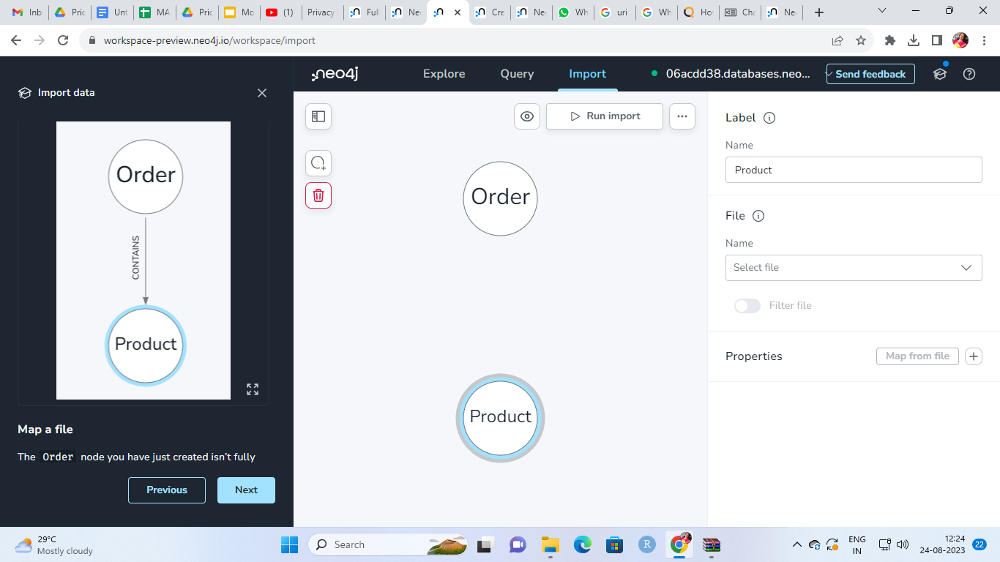 Inb
Pric
Unt
MA
Pric
Mo
(1)
Privacy
Full
Nec
Cre
Ne
Wh
uri
Wh
Ho
Cha
Ne
workspace-preview.neo4j.io/workspace/import
Import data
Order
CONTAINS
Product
Map a file
The Order node you have just created isn't fully
Previous
Next
neo4j
Explore
Query
Import
06acdd38.databases.neo...
Send feedback
Run import
Order
Product
Label
Name
Product
File
Name
Select file
Filter file
Properties
Map from file
29°C
Mostly cloudy
Search
R
ENG
IN
12:24
24-08-2023
22